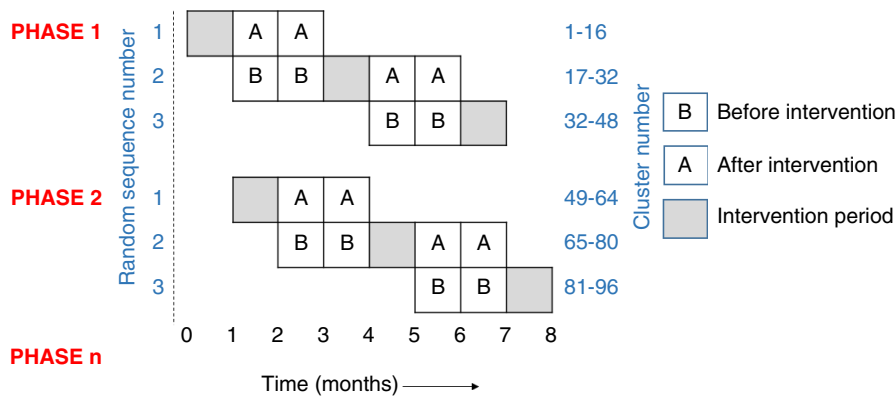 PHASE 1
Random sequence number
1 A A 1-16
2 B B A A 17-32
3 B B 32-48
PHASE 2
1 A A 49-64
2 B B A A 65-80
3 B B 81-96
Cluster number
B Before intervention
A After intervention
Intervention period
0 1 2 3 4 5 6 7 8
PHASE n
Time (months)